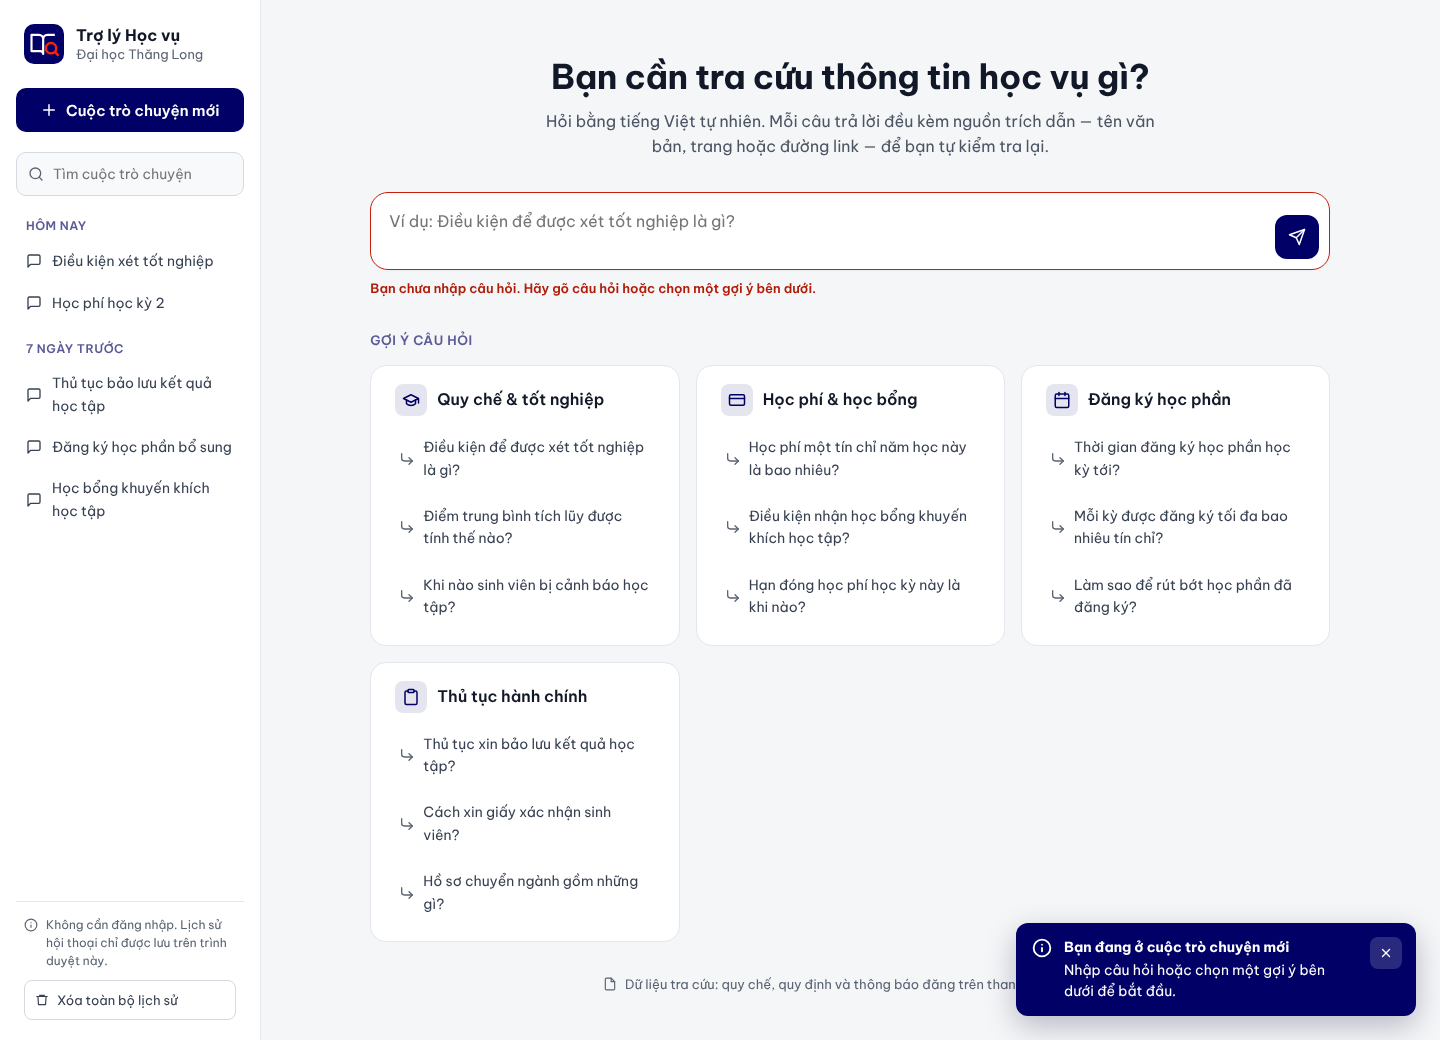 Trợ lý Học vụ
Đại học Thăng Long
Cuộc trò chuyện mới
Tìm cuộc trò chuyện
HÔM NAY
Điều kiện xét tốt nghiệp
Học phí học kỳ 2
7 NGÀY TRƯỚC
Thủ tục bảo lưu kết quả
học tập
Đăng ký học phần bổ sung
Học bổng khuyến khích
học tập
Không cần đăng nhập. Lịch sử
hội thoại chỉ được lưu trên trình
duyệt này.
Xóa toàn bộ lịch sử
Bạn cần tra cứu thông tin học vụ gì?
Hỏi bằng tiếng Việt tự nhiên. Mỗi câu trả lời đều kèm nguồn trích dẫn — tên văn
bản, trang hoặc đường link — để bạn tự kiểm tra lại.
Ví dụ: Điều kiện để được xét tốt nghiệp là gì?
Bạn chưa nhập câu hỏi. Hãy gõ câu hỏi hoặc chọn một gợi ý bên dưới.
GỢI Ý CÂU HỎI
Quy chế & tốt nghiệp
Điều kiện để được xét tốt nghiệp
là gì?
Điểm trung bình tích lũy được
tính thế nào?
Khi nào sinh viên bị cảnh báo học
tập?
Học phí & học bổng
Học phí một tín chỉ năm học này
là bao nhiêu?
Điều kiện nhận học bổng khuyến
khích học tập?
Hạn đóng học phí học kỳ này là
khi nào?
Đăng ký học phần
Thời gian đăng ký học phần học
kỳ tới?
Mỗi kỳ được đăng ký tối đa bao
nhiêu tín chỉ?
Làm sao để rút bớt học phần đã
đăng ký?
Thủ tục hành chính
Thủ tục xin bảo lưu kết quả học
tập?
Cách xin giấy xác nhận sinh
viên?
Hồ sơ chuyển ngành gồm những
gì?
Dữ liệu tra cứu: quy chế, quy định và thông báo đăng trên than
Bạn đang ở cuộc trò chuyện mới
Nhập câu hỏi hoặc chọn một gợi ý bên
dưới để bắt đầu.